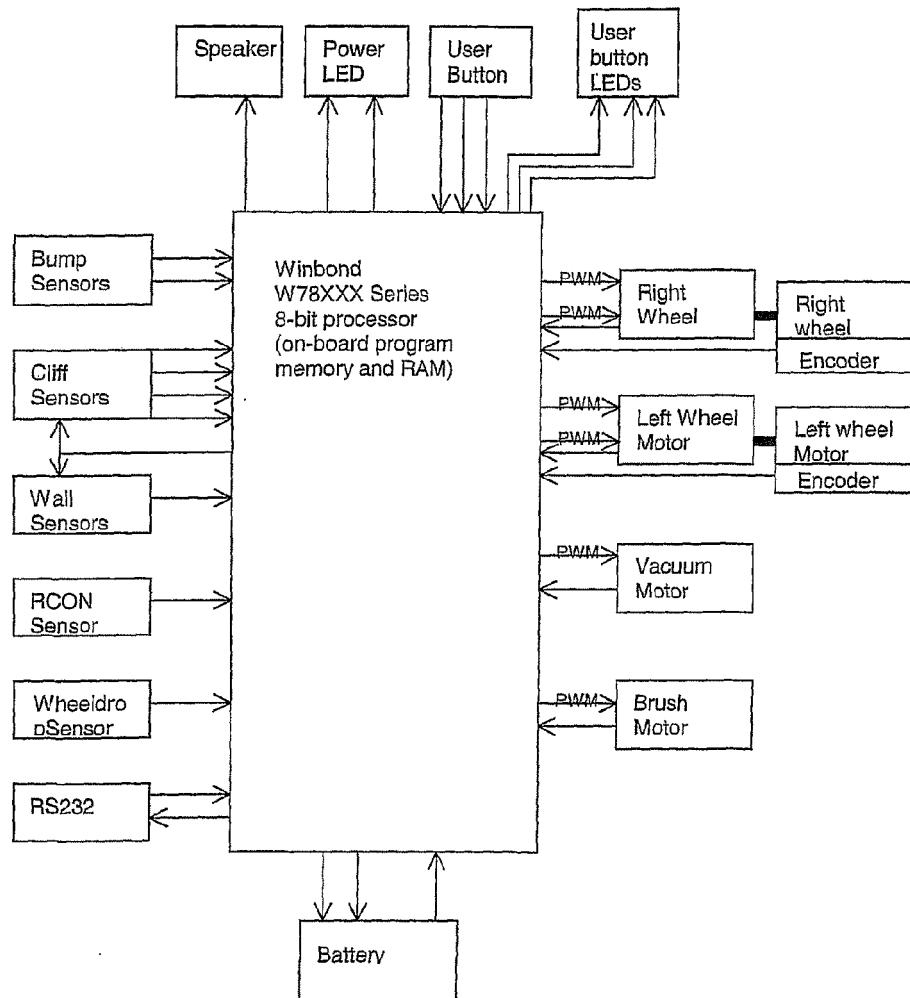 Speaker
Power
LED
User
Button
User
button
LEDs
Bump
Sensors
Cliff
Sensors
Wall
Sensors
RCON
Sensor
Wheeldro
pSensor
RS232
Winbond
W78XXX Series
8-bit processor
(on-board program
memory and RAM)
PWM
PWM
Right
Wheel
Right
wheel
Encoder
PWM
PWM
Left Wheel
Motor
Left wheel
Motor
Encoder
PWM
Vacuum
Motor
PWM
Brush
Motor
Battery